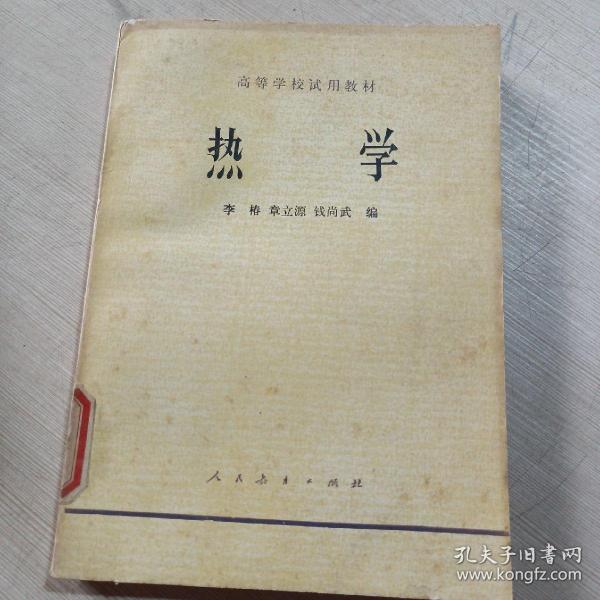 高等学校试用教材
热 学
李 椿 章立源 钱尚武 编
人民教育出版社
孔夫子旧书网
www.kongfz.com